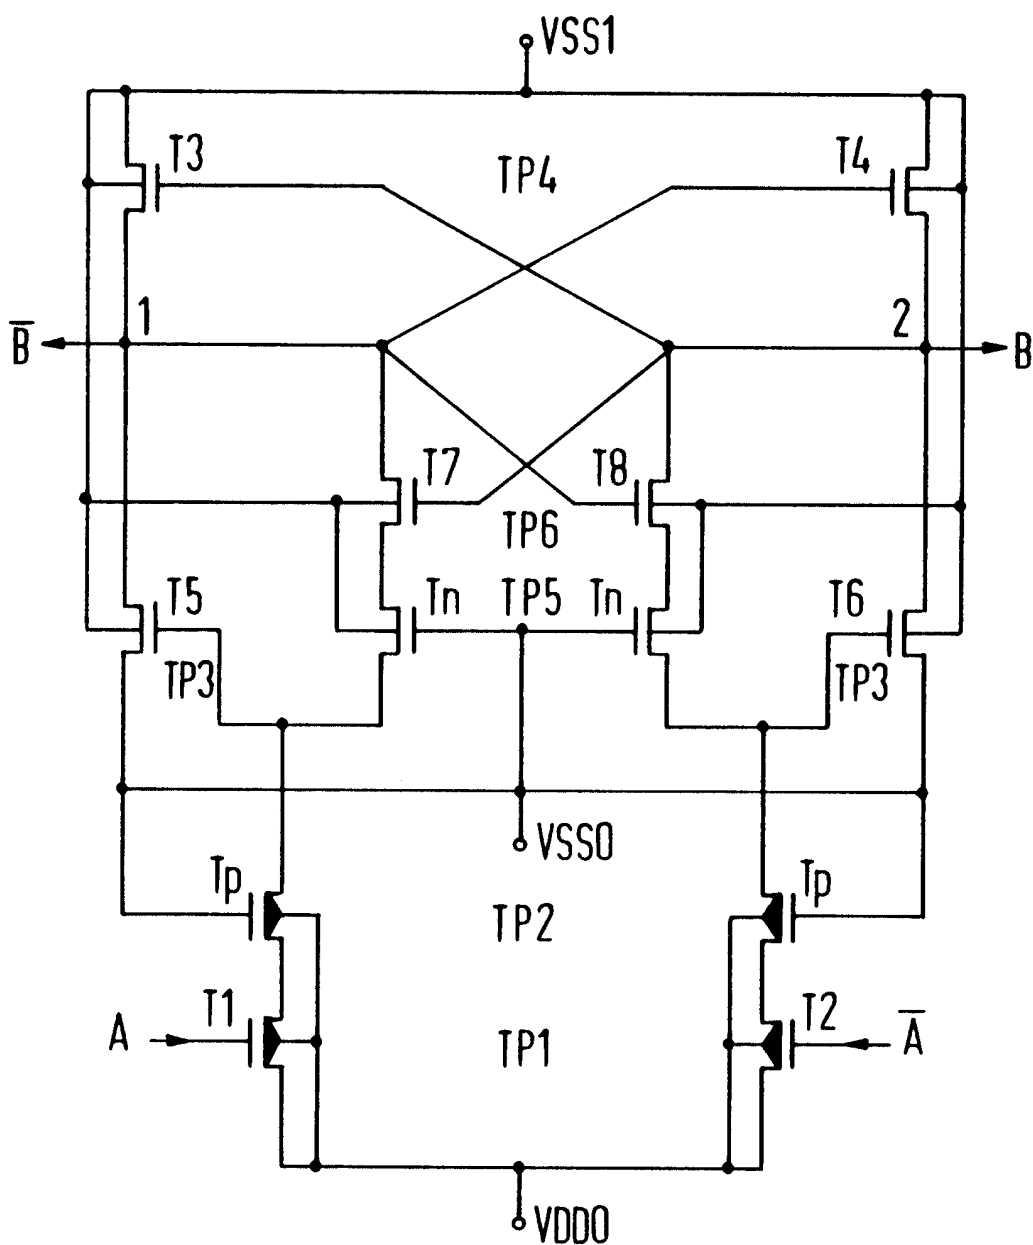 VSS1
T3 TP4 T4
1 2
B̅ B
T7 T8
TP6
T5 Tn TP5 Tn T6
TP3 TP3
VSS0
Tp Tp
TP2
T1 T2
A TP1 A̅
VDD0